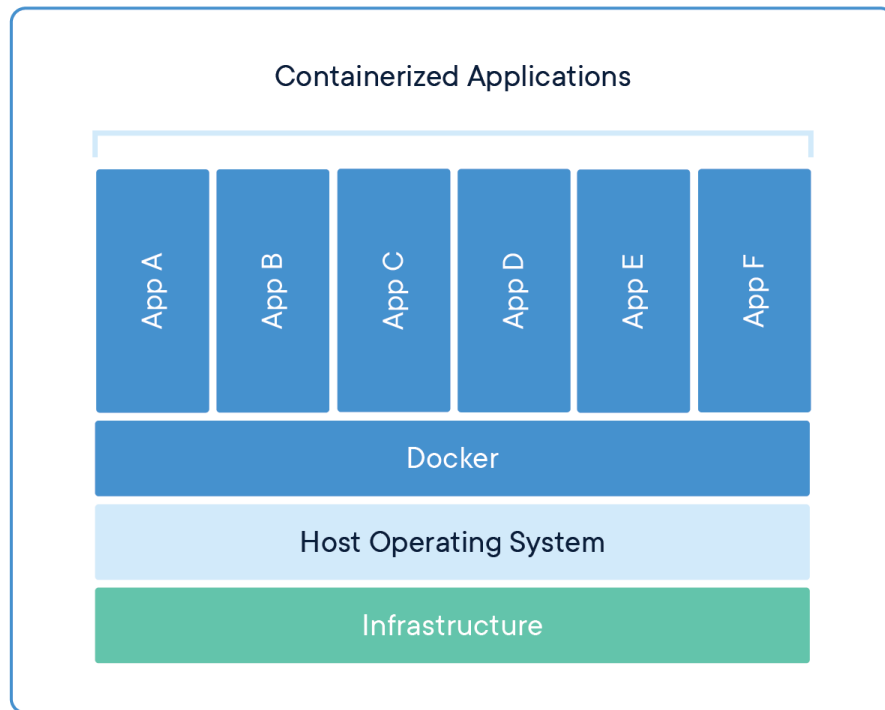 Containerized Applications
App A
App B
App C
App D
App E
App F
Docker
Host Operating System
Infrastructure